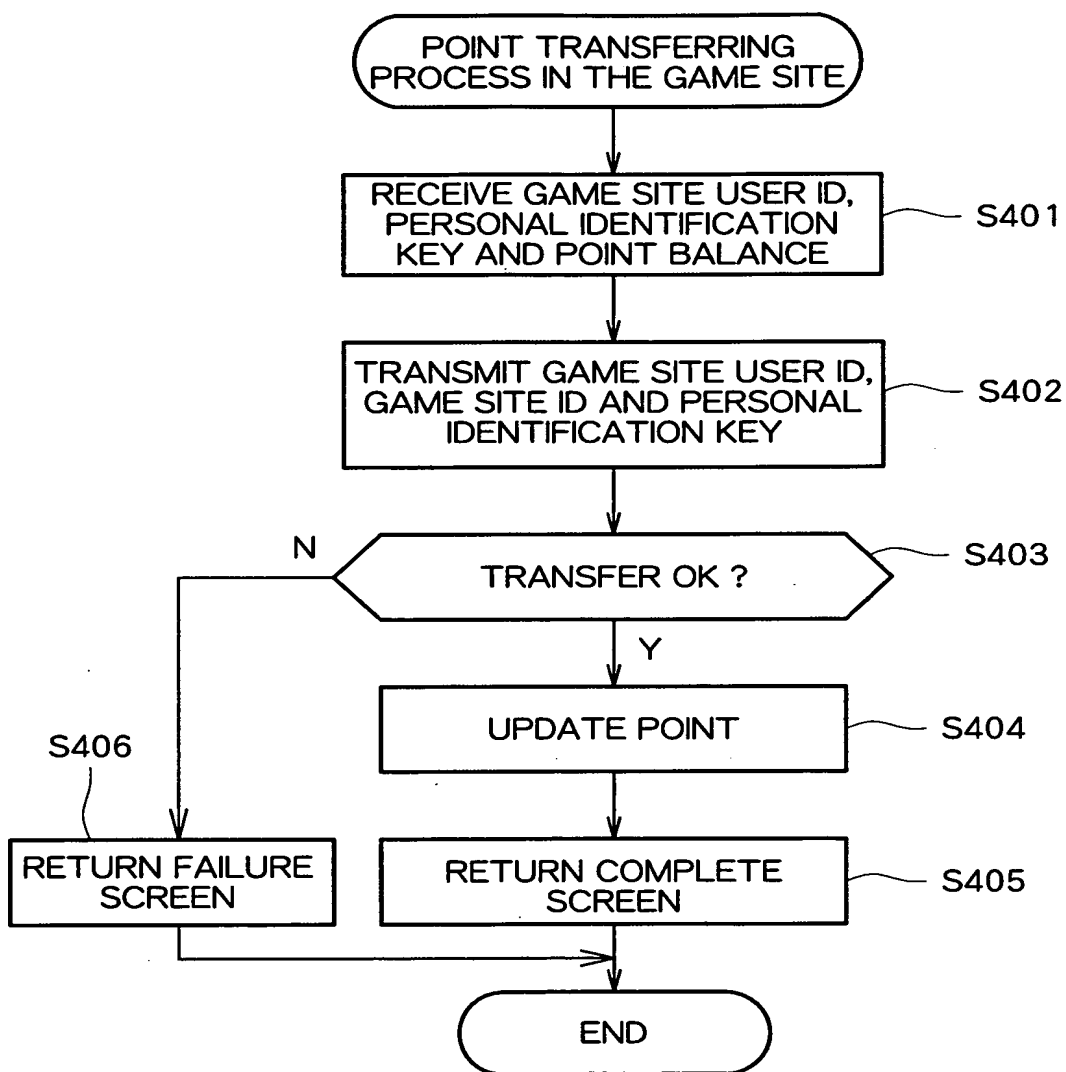 POINT TRANSFERRING
PROCESS IN THE GAME SITE
RECEIVE GAME SITE USER ID,
PERSONAL IDENTIFICATION
KEY AND POINT BALANCE
S401
TRANSMIT GAME SITE USER ID,
GAME SITE ID AND PERSONAL
IDENTIFICATION KEY
S402
N
TRANSFER OK ?
S403
Y
UPDATE POINT
S404
S406
RETURN FAILURE
SCREEN
RETURN COMPLETE
SCREEN
S405
END